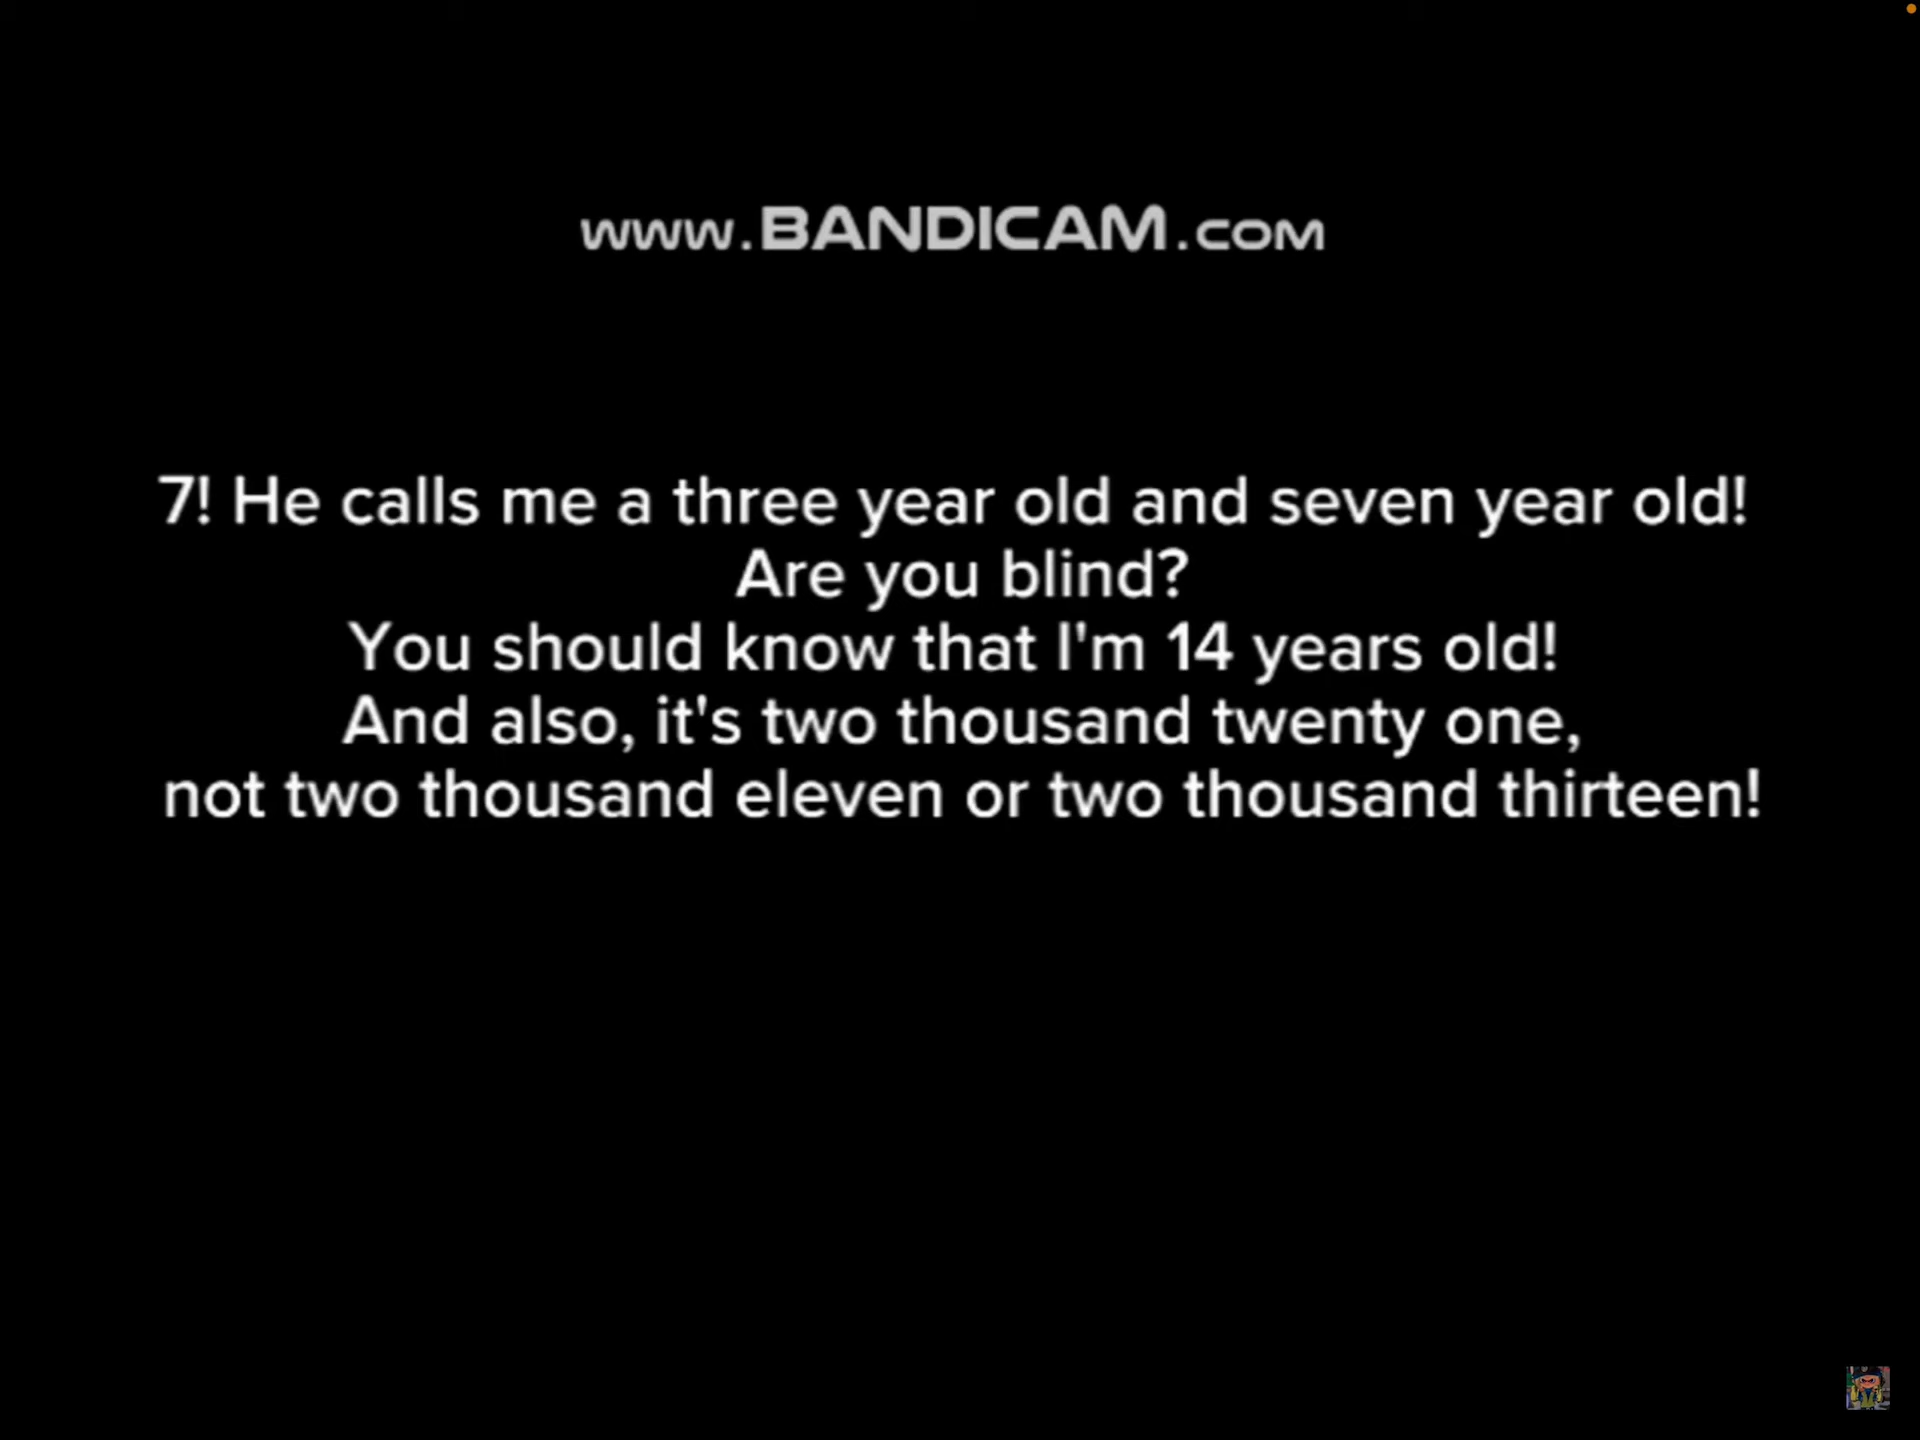 www.BANDICAM.com
7! He calls me a three year old and seven year old!
Are you blind?
You should know that I'm 14 years old!
And also, it's two thousand twenty one,
not two thousand eleven or two thousand thirteen!